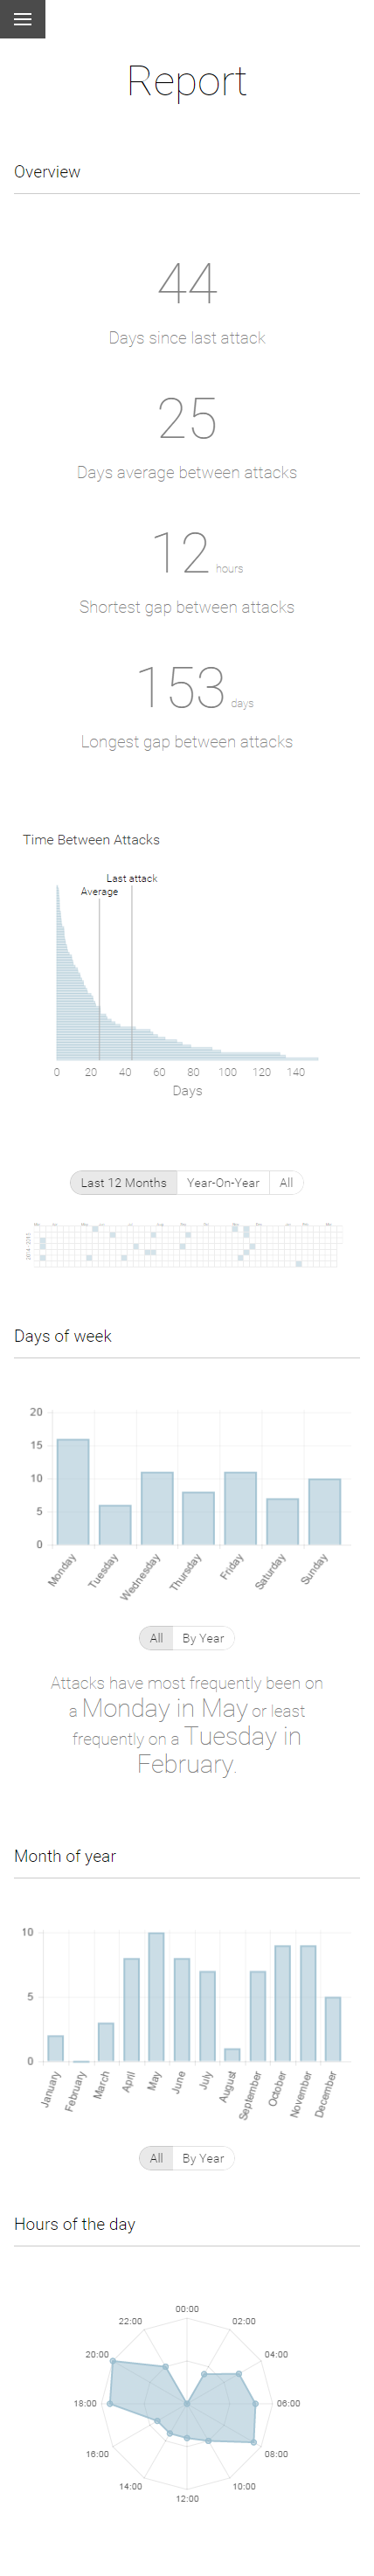 Report
Overview
44
Days since last attack
25
Days average between attacks
12 hours
Shortest gap between attacks
153 days
Longest gap between attacks
Time Between Attacks
Last attack
Average
0 20 40 60 80 100 120 140
Days
Last 12 Months Year-On-Year All
Days of week
20
15
10
5
0
Monday Tuesday Wednesday Thursday Friday Saturday Sunday
All By Year
Attacks have most frequently been on
a Monday in May or least
frequently on a Tuesday in
February.
Month of year
10
5
0
January February March April May June July August September October November December
All By Year
Hours of the day
00:00
22:00 02:00
20:00 04:00
18:00 06:00
16:00 08:00
14:00 10:00
12:00